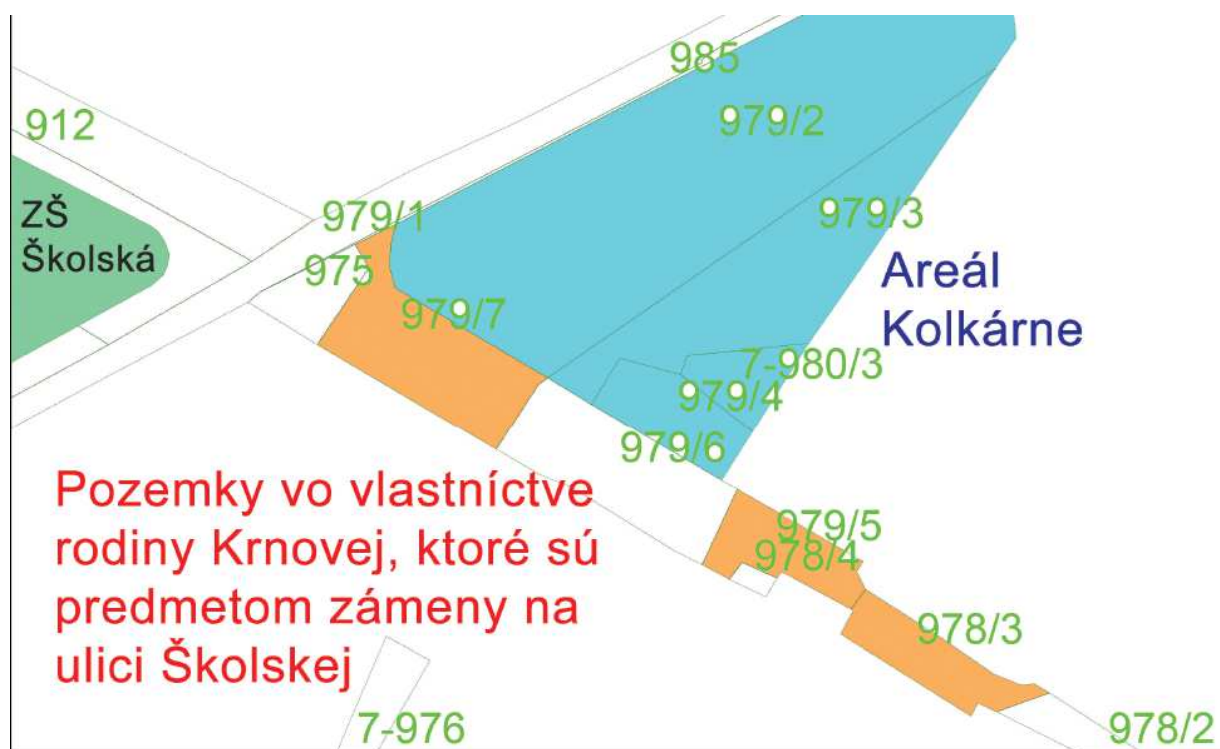 985
912
979/2
ZŠ
Školská
979/1
979/3
975
Areál
Kolkárne
979/7
7-980/3
979/4
979/6
Pozemky vo vlastníctve
rodiny Krnovej, ktoré sú
predmetom zámeny na
ulici Školskej
979/5
978/4
978/3
7-976
978/2